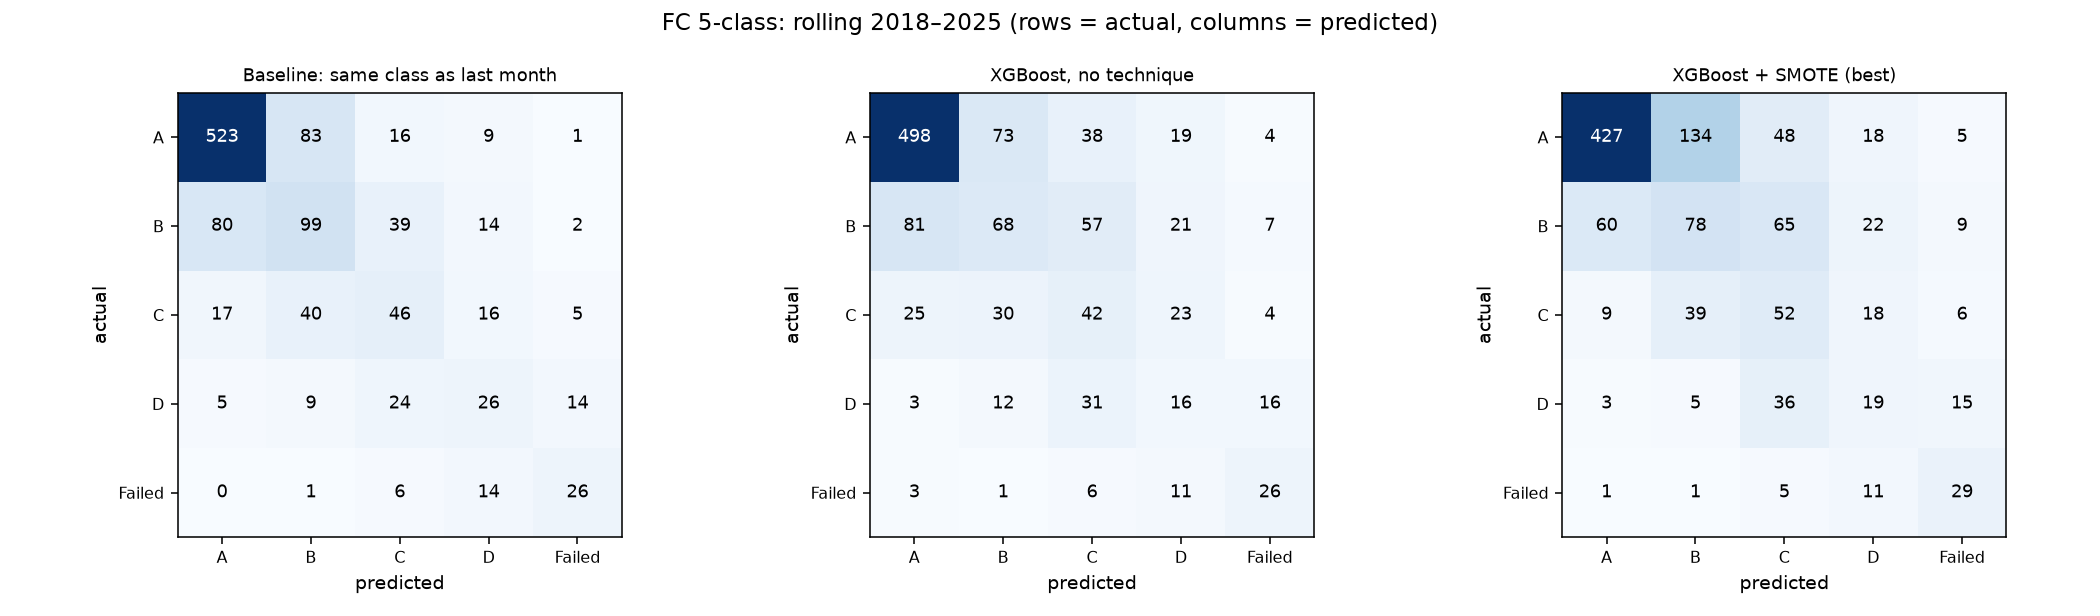 FC 5-class: rolling 2018–2025 (rows = actual, columns = predicted)
Baseline: same class as last month
actual
A 523 83 16 9 1
B 80 99 39 14 2
C 17 40 46 16 5
D 5 9 24 26 14
Failed 0 1 6 14 26
A B C D Failed
predicted
XGBoost, no technique
actual
A 498 73 38 19 4
B 81 68 57 21 7
C 25 30 42 23 4
D 3 12 31 16 16
Failed 3 1 6 11 26
A B C D Failed
predicted
XGBoost + SMOTE (best)
actual
A 427 134 48 18 5
B 60 78 65 22 9
C 9 39 52 18 6
D 3 5 36 19 15
Failed 1 1 5 11 29
A B C D Failed
predicted